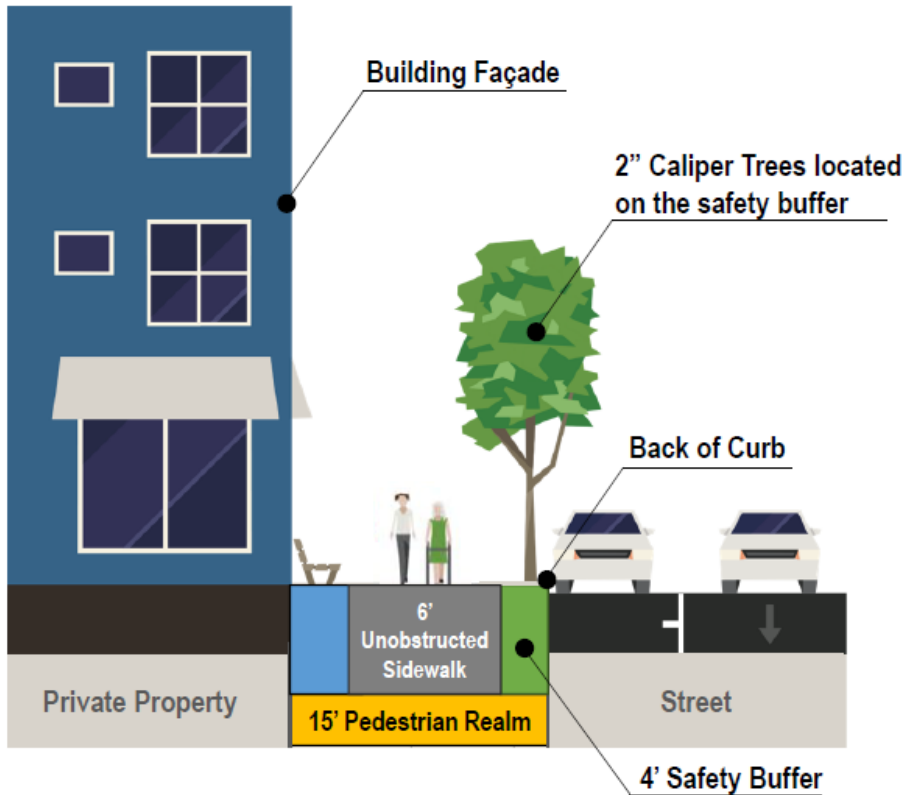 Building Façade
2” Caliper Trees located
on the safety buffer
Back of Curb
6’
Unobstructed
Sidewalk
Private Property
15’ Pedestrian Realm
Street
4’ Safety Buffer